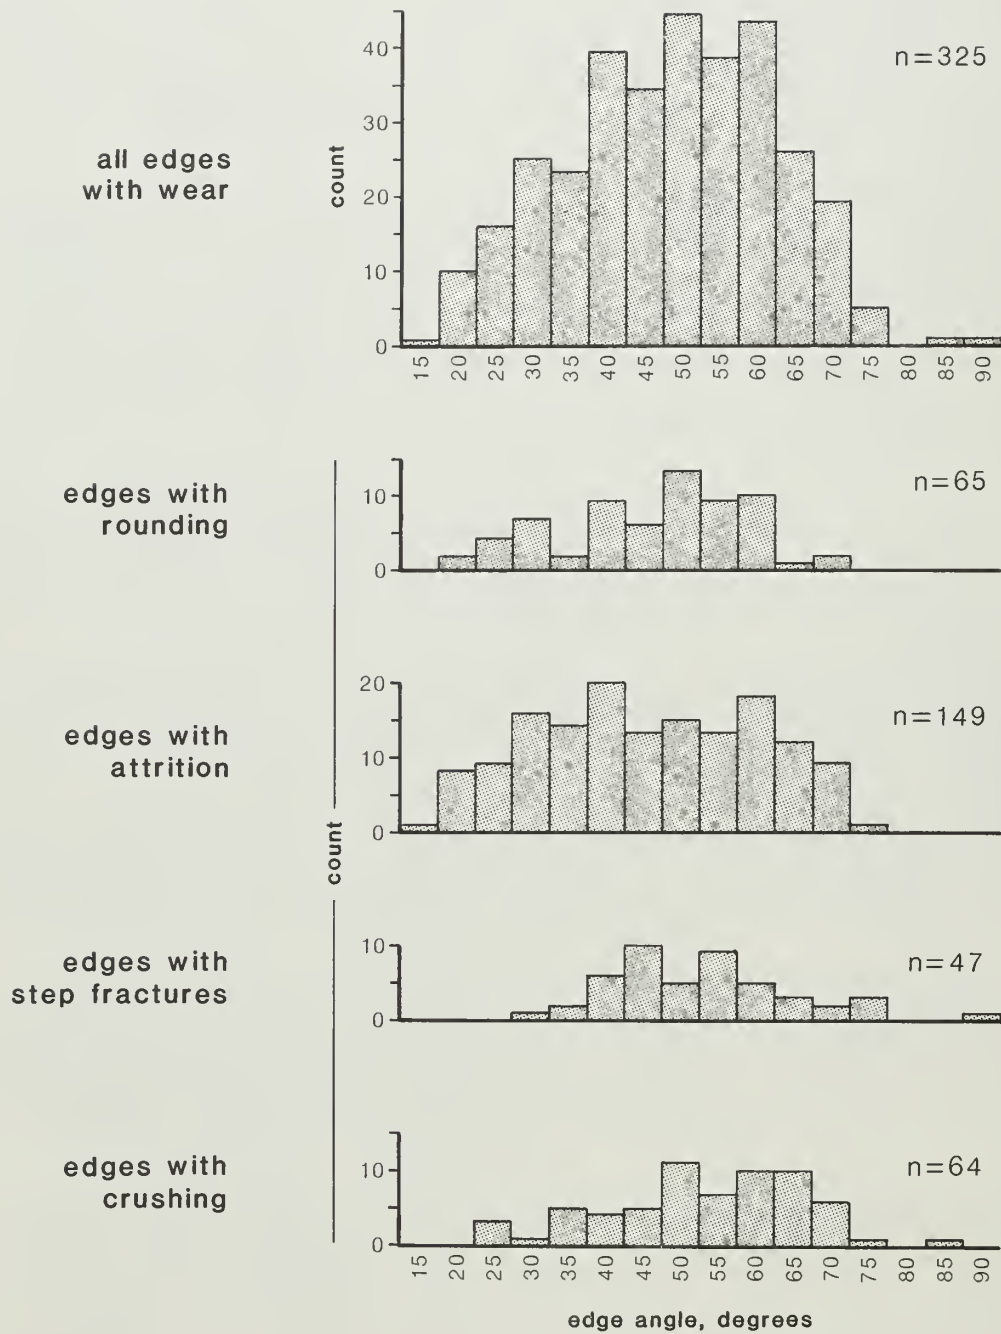 all edges
with wear
count
40
30
20
10
0
n=325
15 20 25 30 35 40 45 50 55 60 65 70 75 80 85 90
edges with
rounding
10
0
n=65
edges with
attrition
20
10
0
n=149
count
edges with
step fractures
10
0
n=47
edges with
crushing
10
0
n=64
15 20 25 30 35 40 45 50 55 60 65 70 75 80 85 90
edge angle, degrees